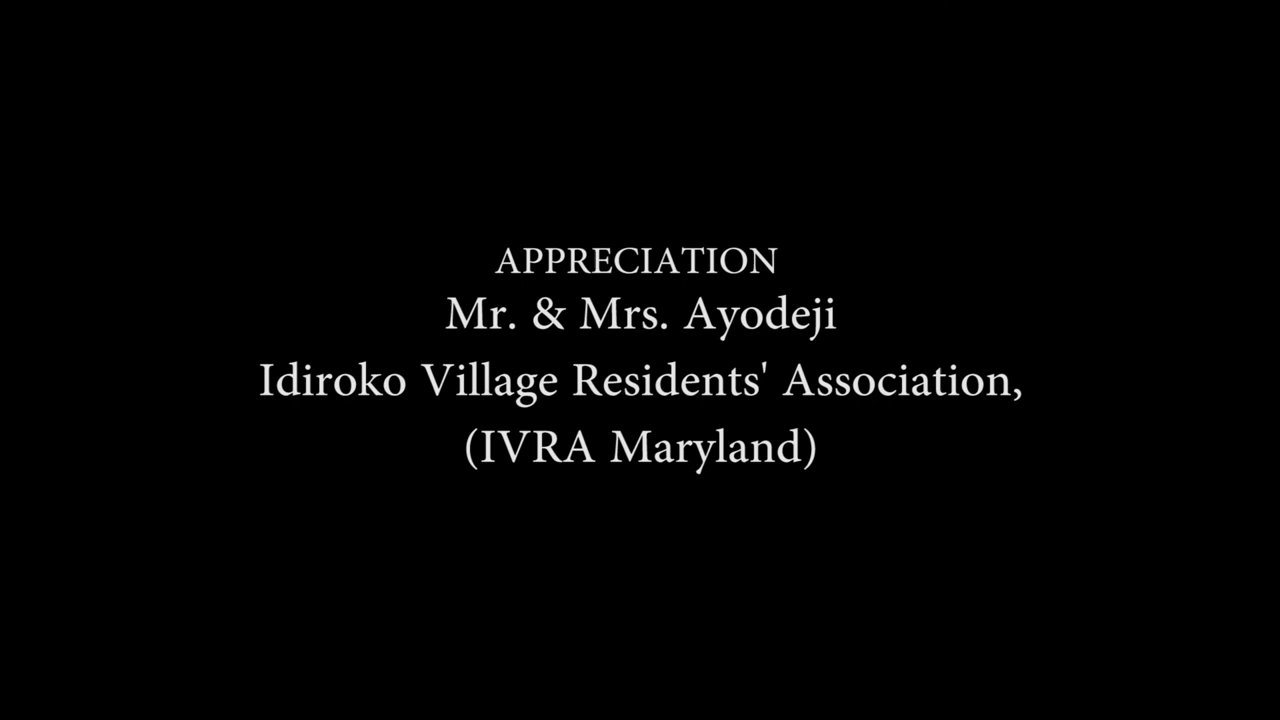 APPRECIATION
Mr. & Mrs. Ayodeji
Idiroko Village Residents' Association,
(IVRA Maryland)